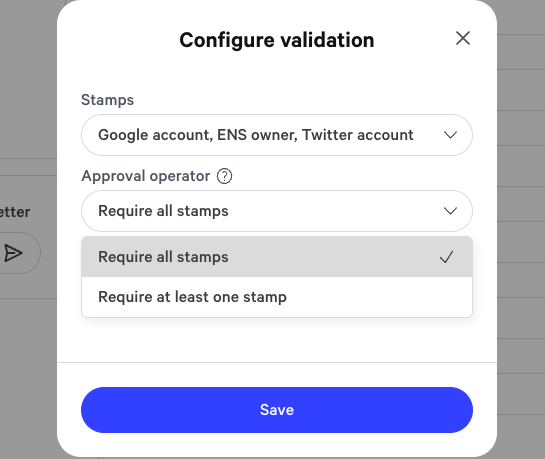 Configure validation
Stamps
Google account, ENS owner, Twitter account
Approval operator ?
Require all stamps
Require all stamps
Require at least one stamp
etter
Save